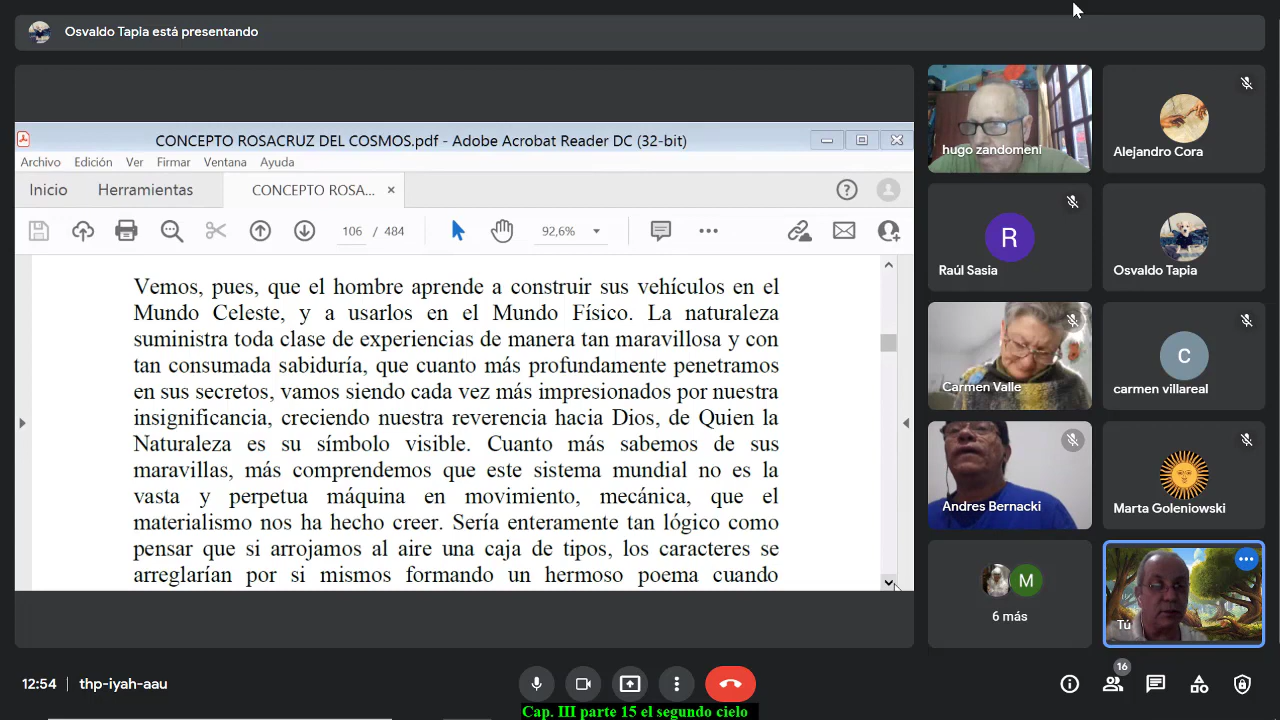 Osvaldo Tapia está presentando
CONCEPTO ROSACRUZ DEL COSMOS.pdf - Adobe Acrobat Reader DC (32-bit)
Archivo Edición Ver Firmar Ventana Ayuda
Inicio Herramientas CONCEPTO ROSA... ×
106 / 484 92,6%
Vemos, pues, que el hombre aprende a construir sus vehículos en el
Mundo Celeste, y a usarlos en el Mundo Físico. La naturaleza
suministra toda clase de experiencias de manera tan maravillosa y con
tan consumada sabiduría, que cuanto más profundamente penetramos
en sus secretos, vamos siendo cada vez más impresionados por nuestra
insignificancia, creciendo nuestra reverencia hacia Dios, de Quien la
Naturaleza es su símbolo visible. Cuanto más sabemos de sus
maravillas, más comprendemos que este sistema mundial no es la
vasta y perpetua máquina en movimiento, mecánica, que el
materialismo nos ha hecho creer. Sería enteramente tan lógico como
pensar que si arrojamos al aire una caja de tipos, los caracteres se
arreglarían por si mismos formando un hermoso poema cuando
hugo zandomeni
Alejandro Cora
R
Raúl Sasia
Osvaldo Tapia
Carmen Valle
C
carmen villareal
Andres Bernacki
Marta Goleniowski
M
6 más
Tú
12:54 | thp-iyah-aau
16
Cap. III parte 15 el segundo cielo